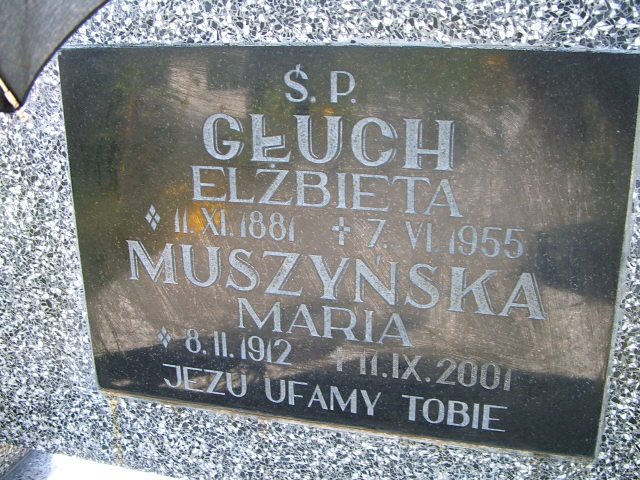 Ś.P.
GŁUCH
ELŻBIETA
11.XI.1881 7.VI.1955
MUSZYŃSKA
MARIA
8.II.1912 11.IX.2001
JEZU UFAMY TOBIE